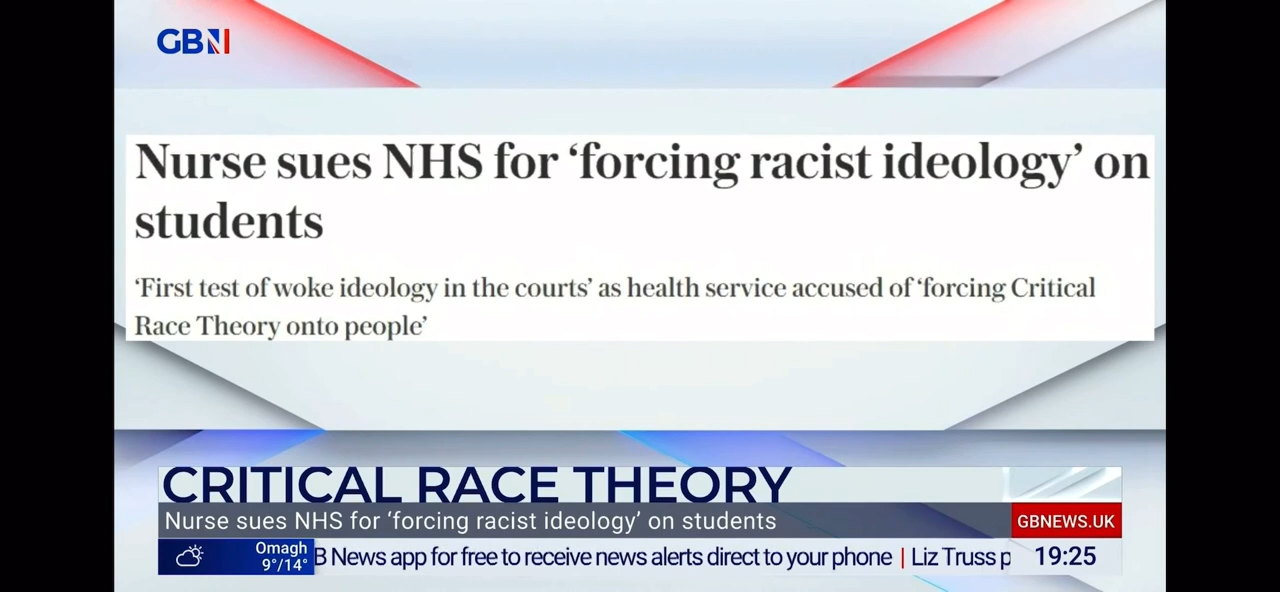 GBN
Nurse sues NHS for ‘forcing racist ideology’ on
students
‘First test of woke ideology in the courts’ as health service accused of ‘forcing Critical
Race Theory onto people’
CRITICAL RACE THEORY
Nurse sues NHS for ‘forcing racist ideology’ on students
GBNEWS.UK
Omagh
9°/14°
B News app for free to receive news alerts direct to your phone | Liz Truss p
19:25